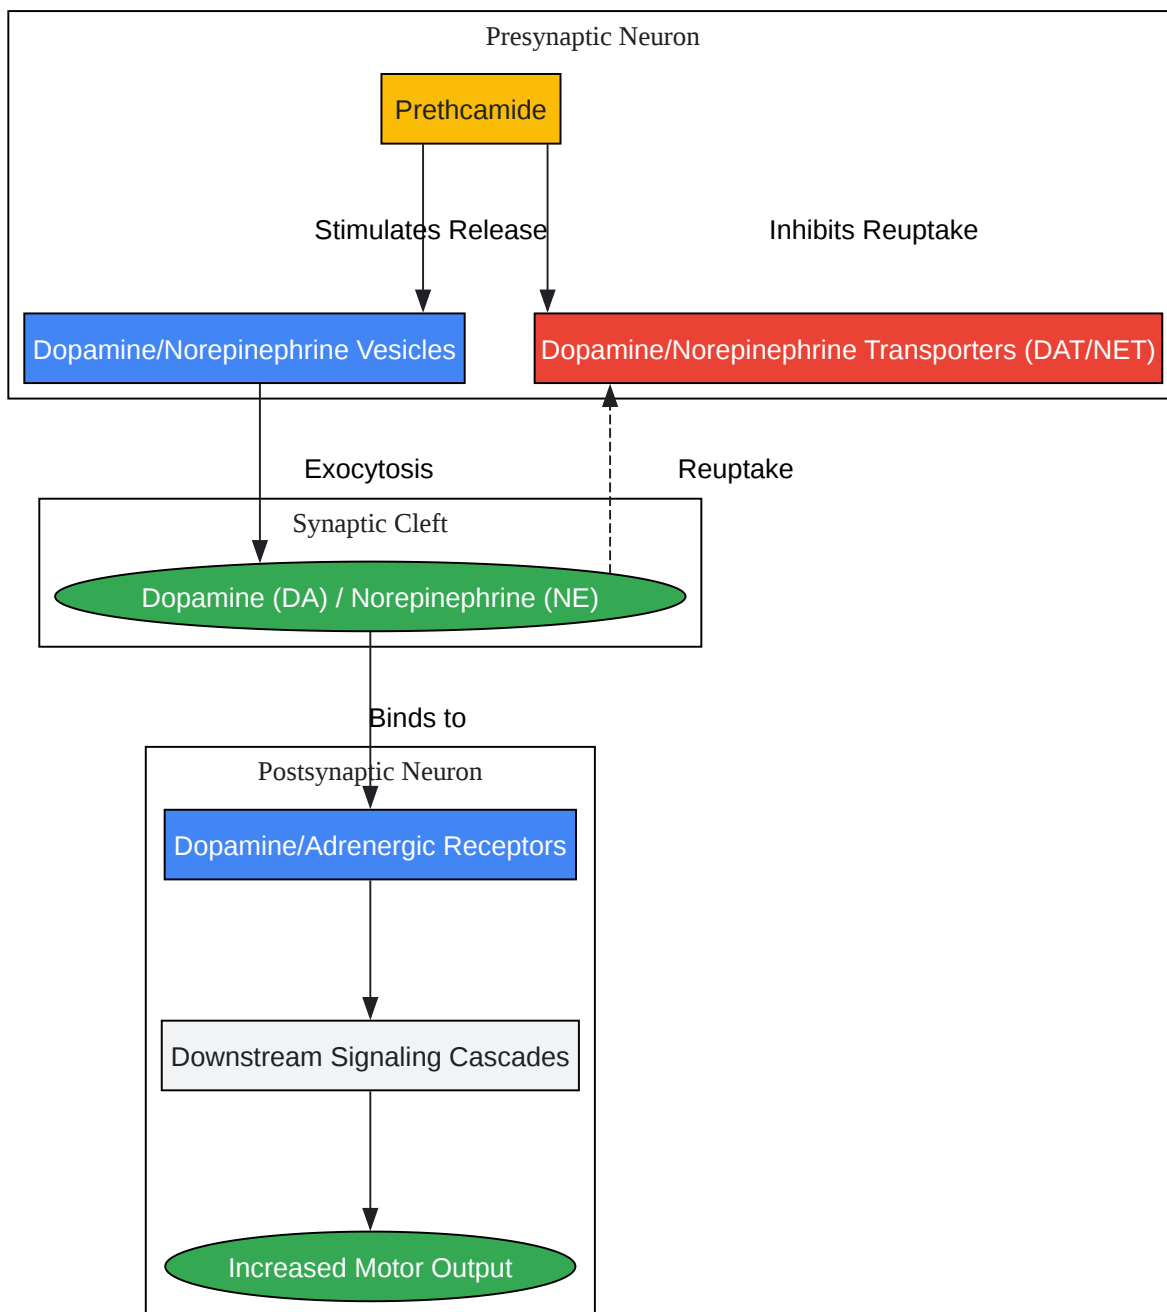 Presynaptic Neuron
Prethcamide
Stimulates Release
Inhibits Reuptake
Dopamine/Norepinephrine Vesicles
Dopamine/Norepinephrine Transporters (DAT/NET)
Exocytosis
Reuptake
Synaptic Cleft
Dopamine (DA) / Norepinephrine (NE)
Binds to
Postsynaptic Neuron
Dopamine/Adrenergic Receptors
Downstream Signaling Cascades
Increased Motor Output